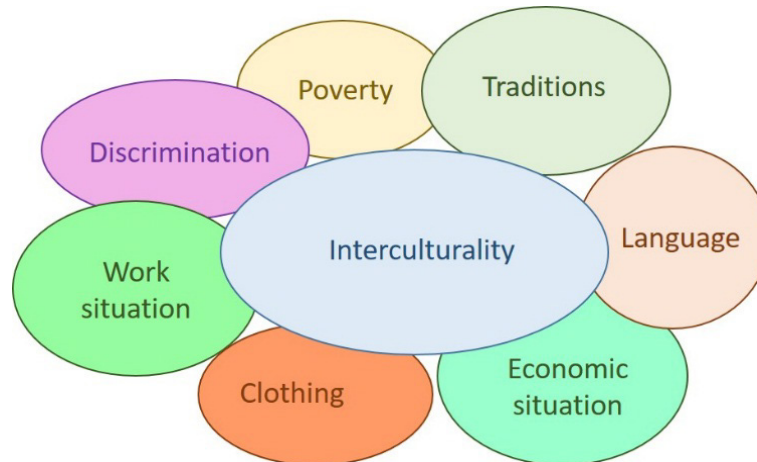 Poverty
Traditions
Discrimination
Language
Interculturality
Work
situation
Economic
situation
Clothing